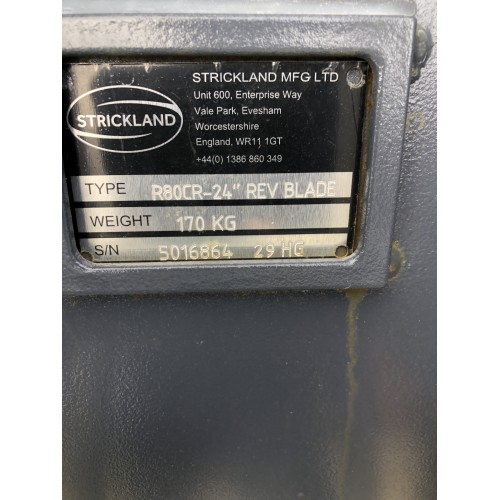 STRICKLAND
STRICKLAND MFG LTD
Unit 600, Enterprise Way
Vale Park, Evesham
Worcestershire
England, WR11 1GT
+44(0) 1386 860 349
TYPE R80CR-24" REV BLADE
WEIGHT 170 KG
S/N 5016864 29 HG